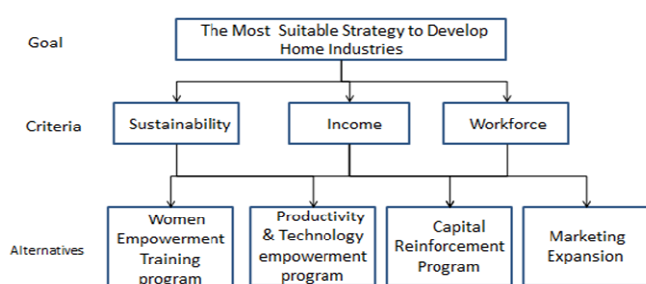 Goal
The Most Suitable Strategy to Develop
Home Industries
Criteria
Sustainability
Income
Workforce
Alternatives
Women
Empowerment
Training
program
Productivity
& Technology
empowerment
program
Capital
Reinforcement
Program
Marketing
Expansion